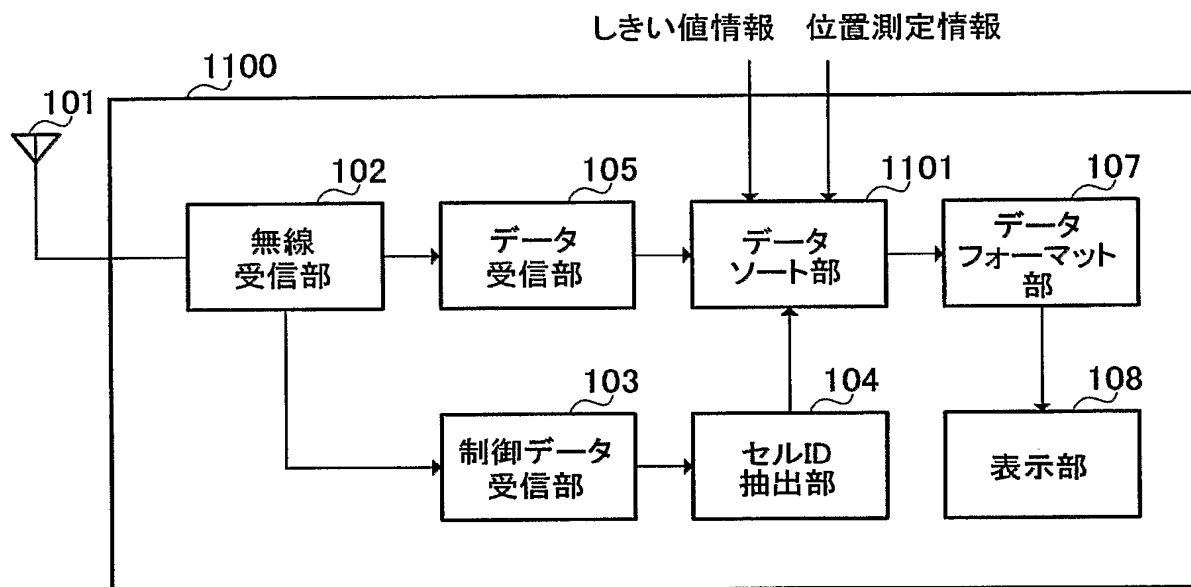 しきい値情報 位置測定情報
1100
101
102
無線
受信部
105
データ
受信部
1101
データ
ソート部
107
データ
フォーマット
部
103
制御データ
受信部
104
セルID
抽出部
108
表示部